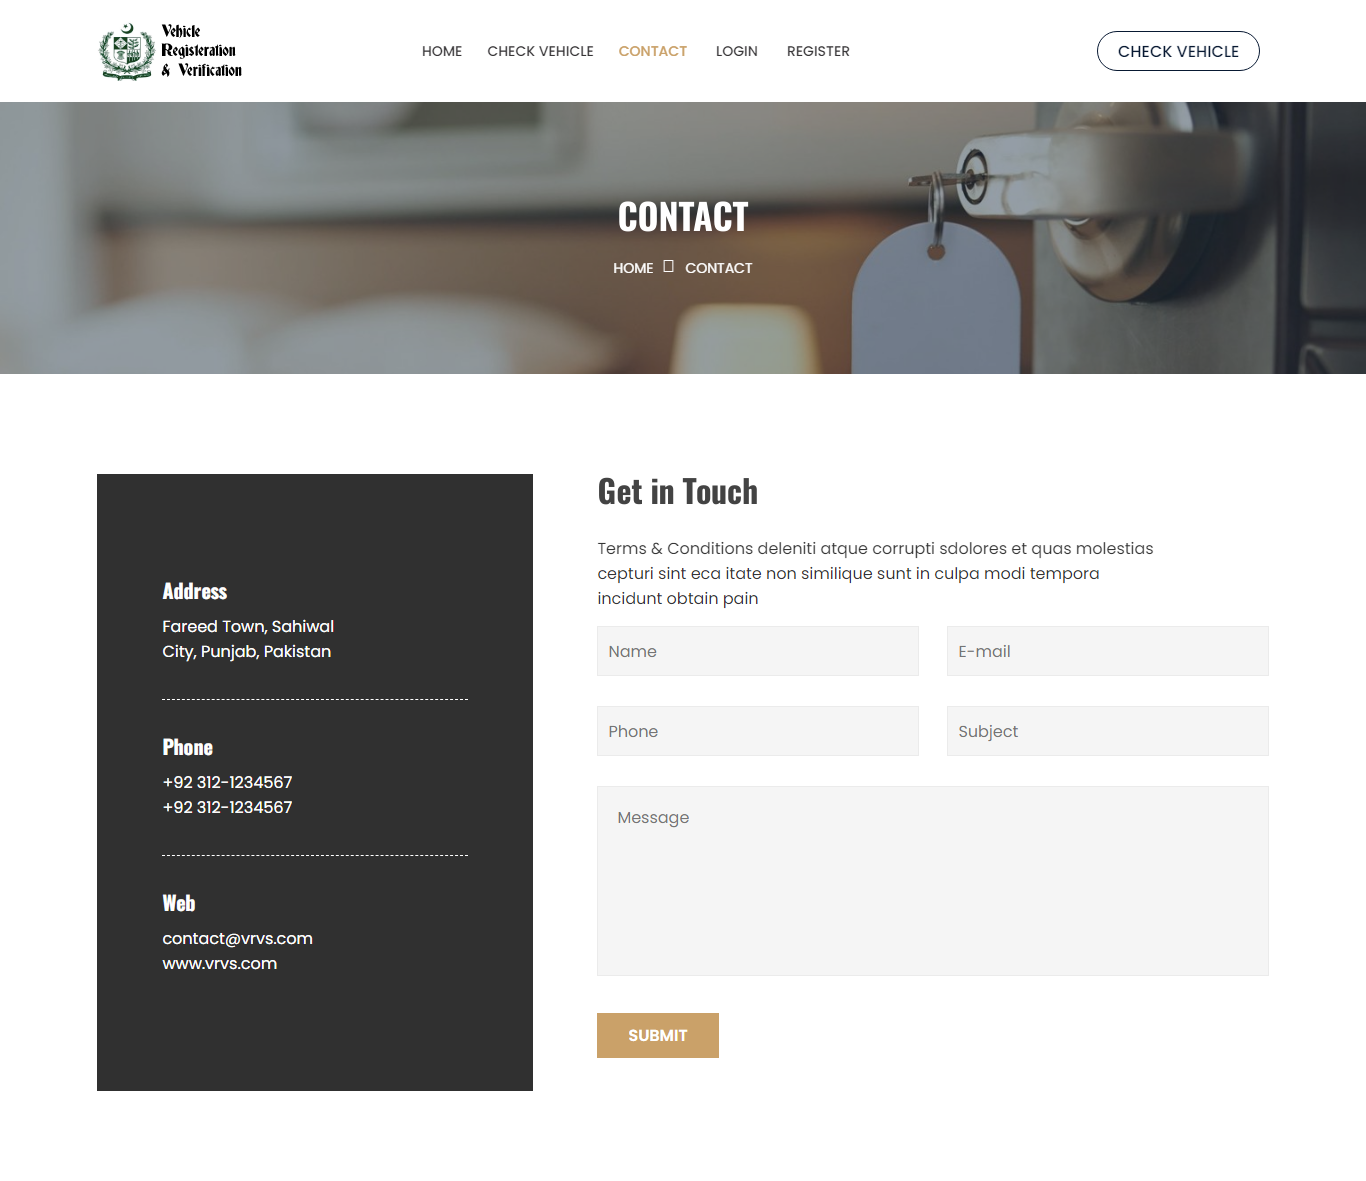 Vehicle
Registeration
& Verification
HOME CHECK VEHICLE CONTACT LOGIN REGISTER
CHECK VEHICLE
CONTACT
HOME CONTACT
Address
Fareed Town, Sahiwal
City, Punjab, Pakistan
Phone
+92 312-1234567
+92 312-1234567
Web
contact@vrvs.com
www.vrvs.com
Get in Touch
Terms & Conditions deleniti atque corrupti sdolores et quas molestias
cepturi sint eca itate non similique sunt in culpa modi tempora
incidunt obtain pain
Name
E-mail
Phone
Subject
Message
SUBMIT